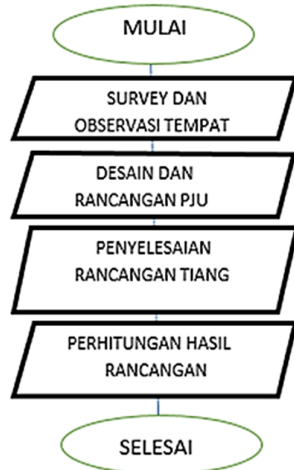 MULAI
SURVEY DAN
OBSERVASI TEMPAT
DESAIN DAN
RANCANGAN PJU
PENYELESAIAN
RANCANGAN TIANG
PERHITUNGAN HASIL
RANCANGAN
SELESAI